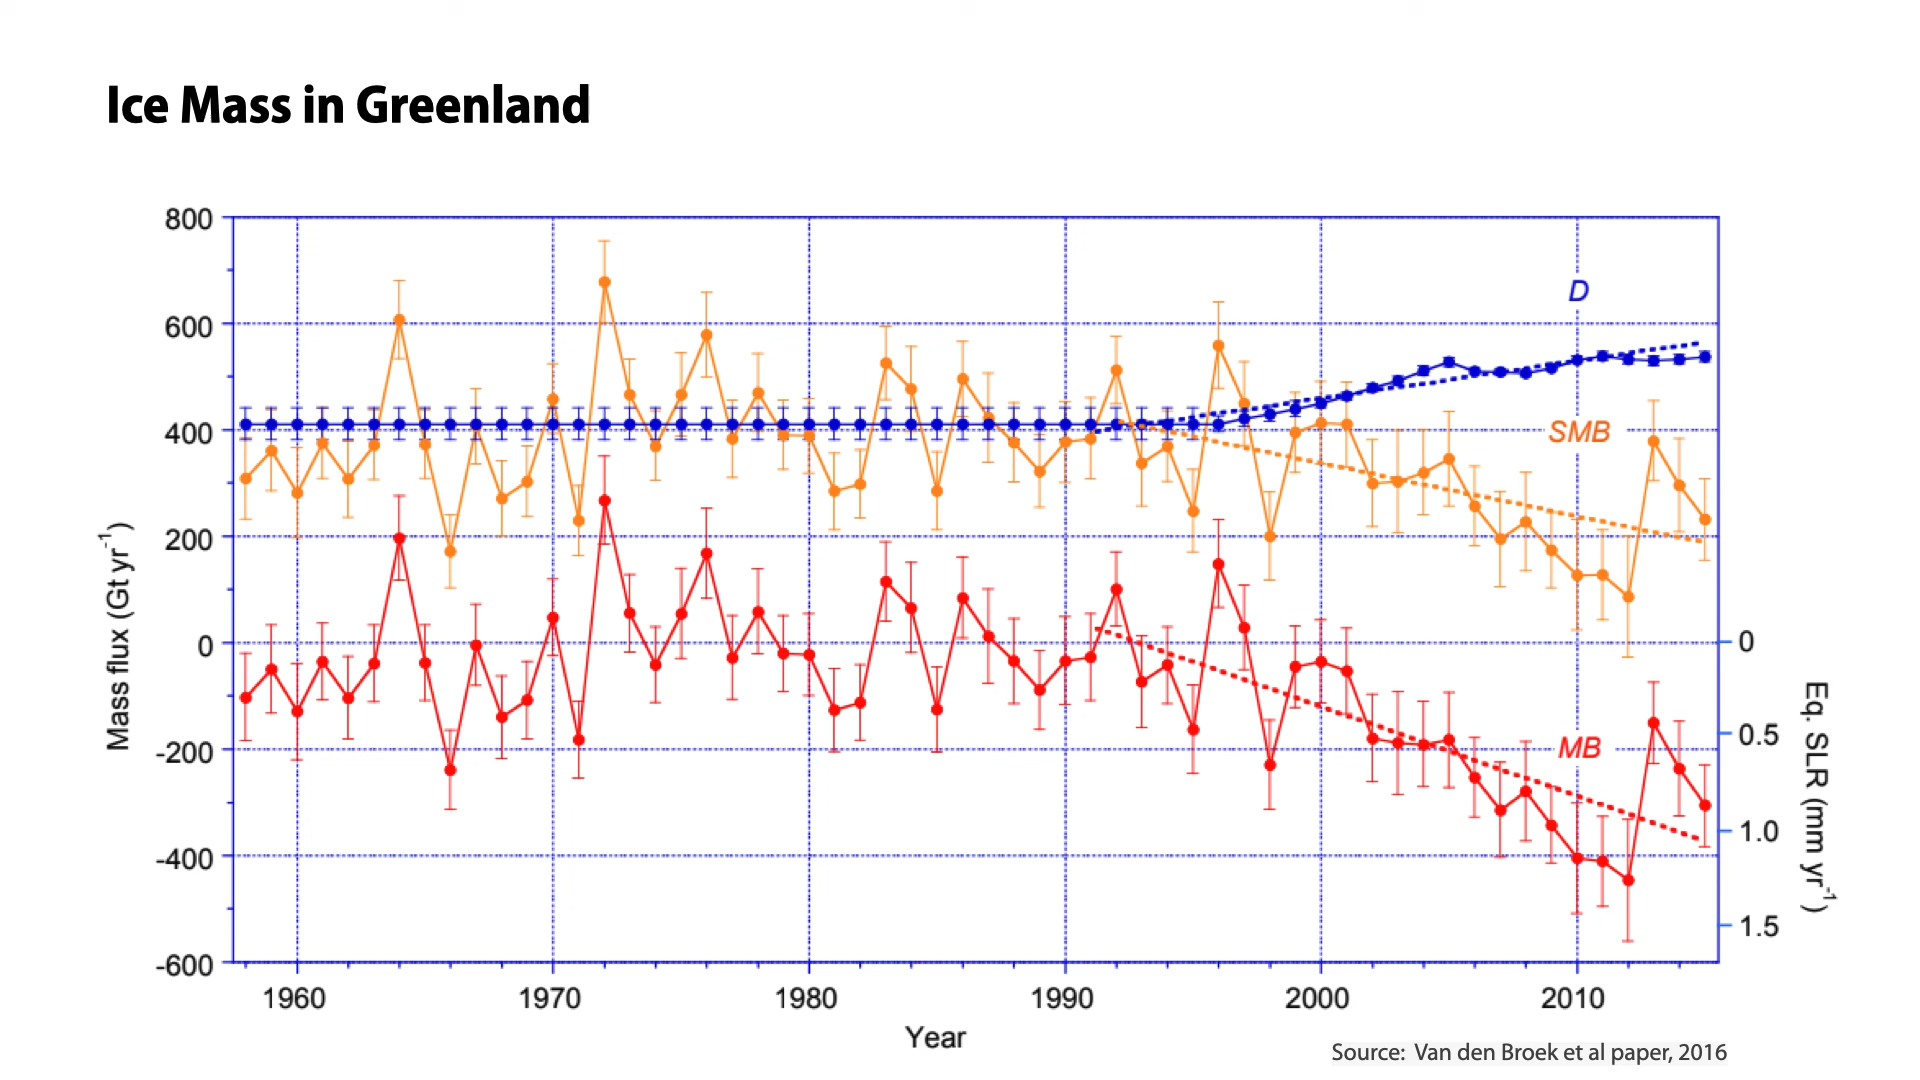 Ice Mass in Greenland
800
600
400
200
0
-200
-400
-600
Mass flux (Gt yr⁻¹)
D
SMB
MB
0
0.5
1.0
1.5
Eq. SLR (mm yr⁻¹)
1960 1970 1980 1990 2000 2010
Year
Source: Van den Broek et al paper, 2016